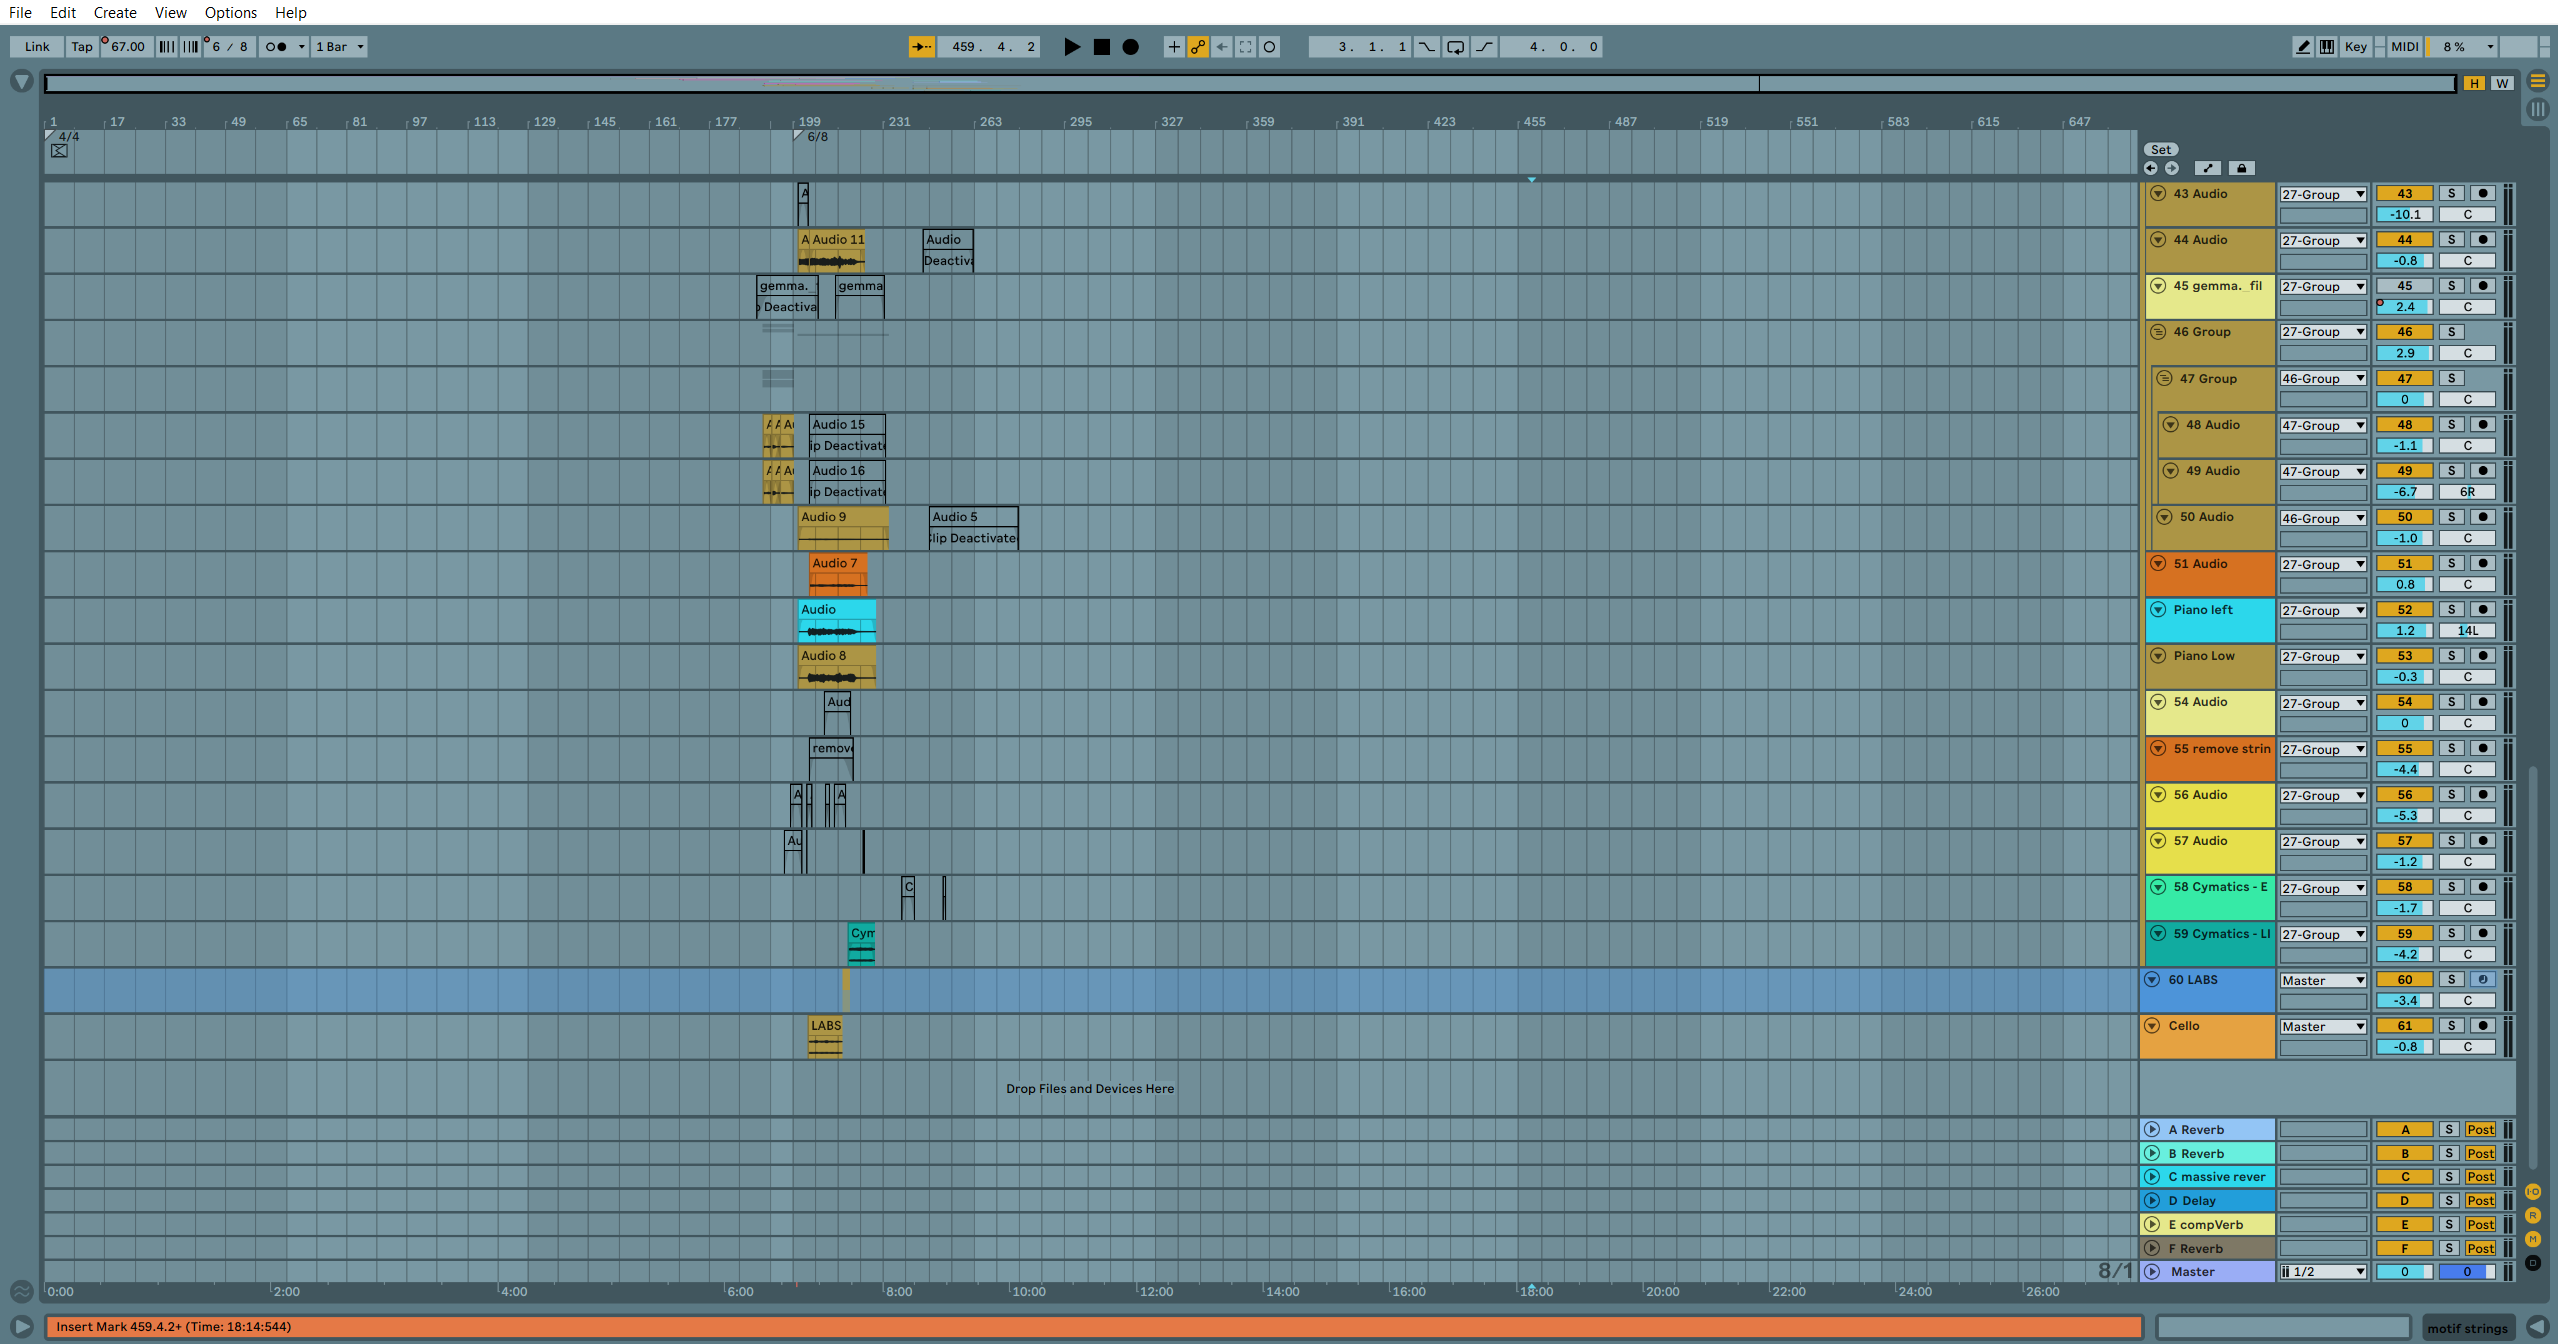 File Edit Create View Options Help
Link Tap 67.00 6 / 8 1 Bar 459. 4. 2 3. 1. 1 4. 0. 0 Key MIDI 8 %
H W
1 17 33 49 65 81 97 113 129 145 161 177 199 231 263 295 327 359 391 423 455 487 519 551 583 615 647
4/4 6/8
Set
A 43 Audio 27-Group 43 S
-10.1 C
A Audio 11 Audio 44 Audio 27-Group 44 S
Deactiva -0.8 C
gemma._ gemma 45 gemma._fil 27-Group 45 S
Deactiva 2.4 C
46 Group 27-Group 46 S
2.9 C
47 Group 46-Group 47 S
0 C
A A Au Audio 15 48 Audio 47-Group 48 S
ip Deactivate -1.1 C
A A Au Audio 16 49 Audio 47-Group 49 S
ip Deactivate -6.7 6R
Audio 9 Audio 5 50 Audio 46-Group 50 S
lip Deactivate -1.0 C
Audio 7 51 Audio 27-Group 51 S
0.8 C
Audio Piano left 27-Group 52 S
1.2 14L
Audio 8 Piano Low 27-Group 53 S
-0.3 C
Aud 54 Audio 27-Group 54 S
0 C
remove 55 remove strin 27-Group 55 S
-4.4 C
A A 56 Audio 27-Group 56 S
-5.3 C
Au 57 Audio 27-Group 57 S
-1.2 C
C 58 Cymatics - E 27-Group 58 S
-1.7 C
Cym 59 Cymatics - LI 27-Group 59 S
-4.2 C
60 LABS Master 60 S
-3.4 C
LABS Cello Master 61 S
-0.8 C
Drop Files and Devices Here
A Reverb A S Post
B Reverb B S Post
C massive rever C S Post
D Delay D S Post
E compVerb E S Post
F Reverb F S Post
8/1 Master 1/2 0 0
I·O
R
M
D
0:00 2:00 4:00 6:00 8:00 10:00 12:00 14:00 16:00 18:00 20:00 22:00 24:00 26:00
Insert Mark 459.4.2+ (Time: 18:14:544) motif strings